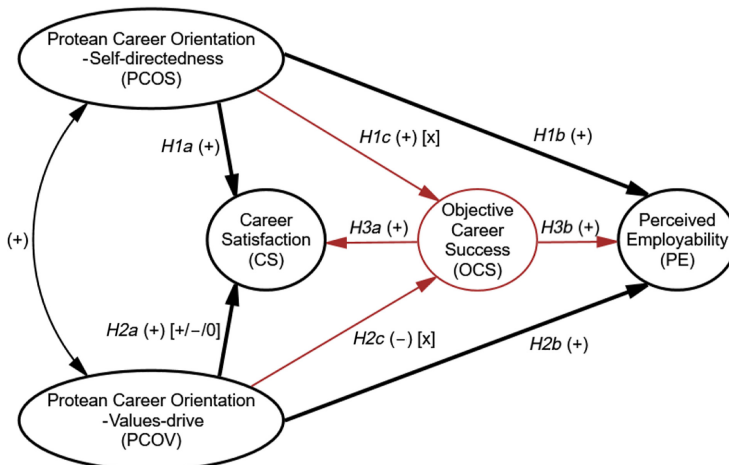 Protean Career Orientation
-Self-directedness
(PCOS)
H1a (+)
H1c (+) [x]
H1b (+)
(+)
Career
Satisfaction
(CS)
H3a (+)
Objective
Career
Success
(OCS)
H3b (+)
Perceived
Employability
(PE)
H2a (+) [+/−/0]
H2c (−) [x]
H2b (+)
Protean Career Orientation
-Values-drive
(PCOV)